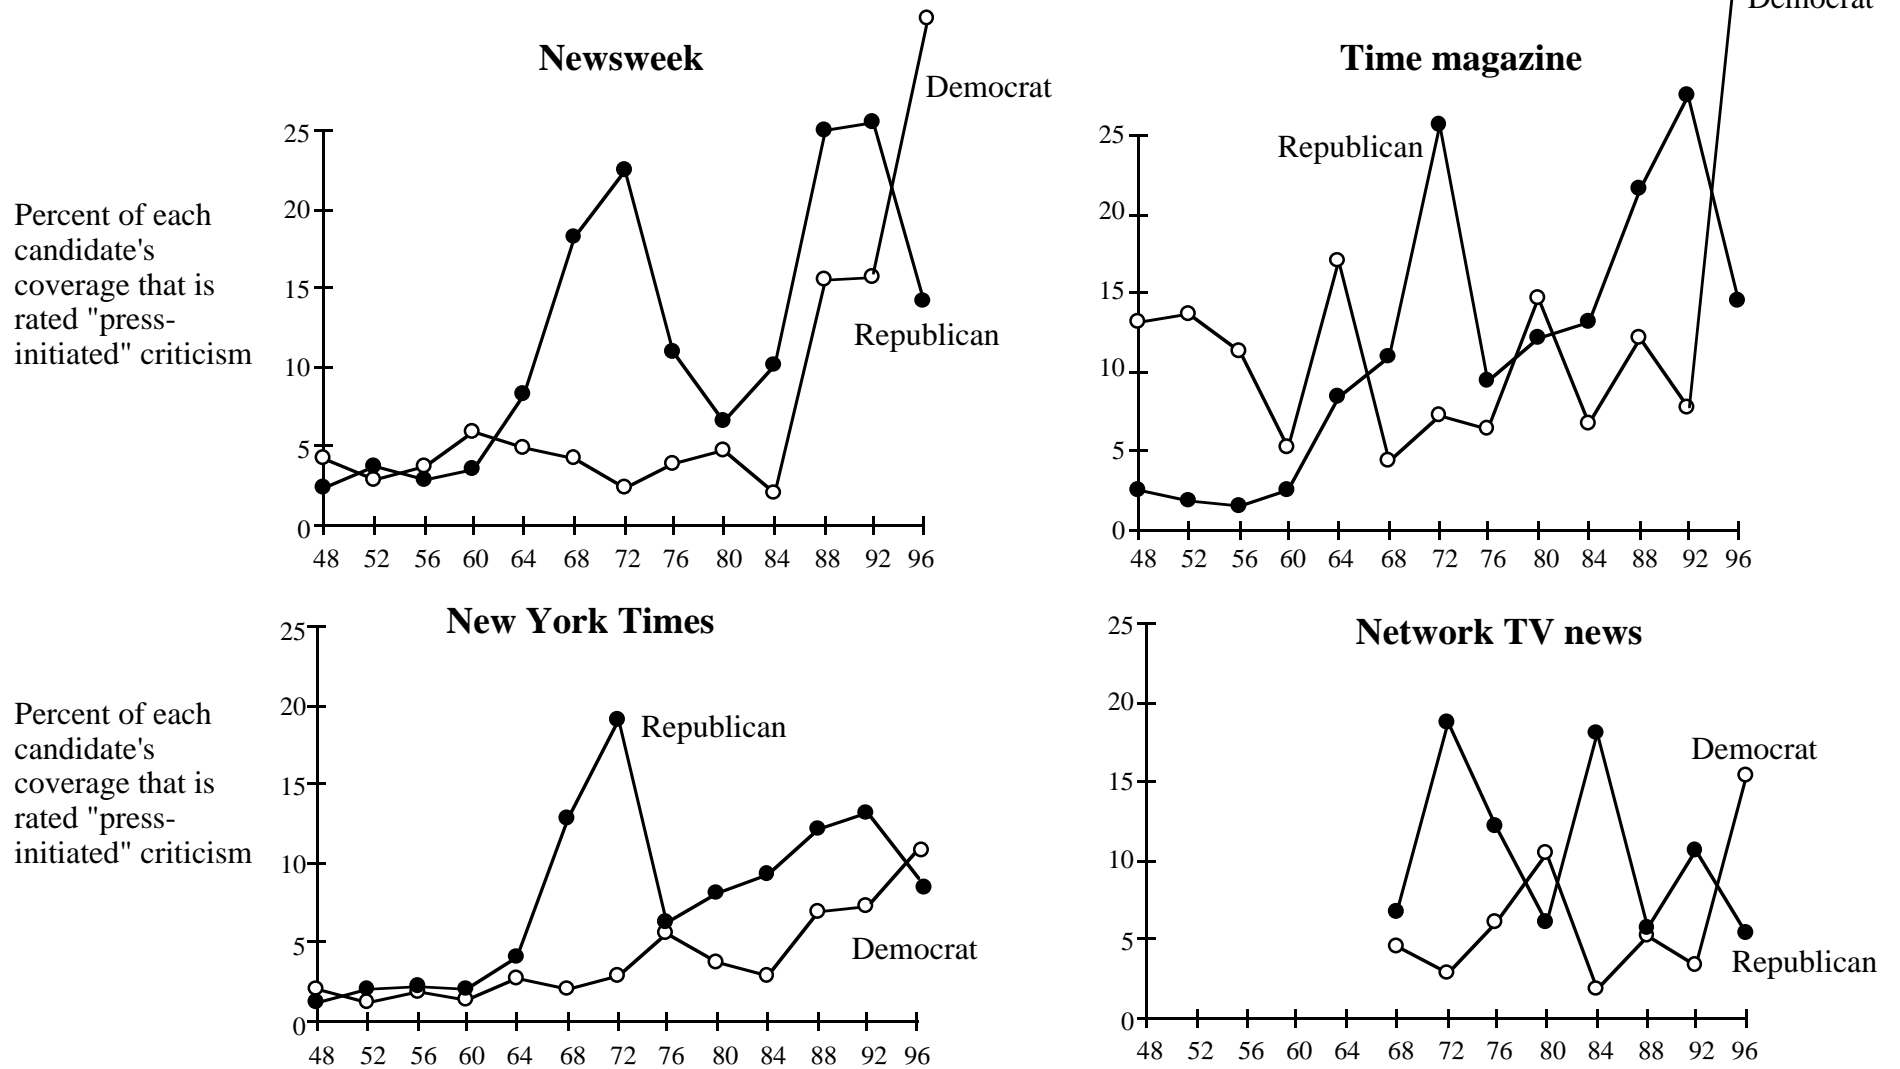 Newsweek
Democrat
25
20
15
10
5
0
Percent of each
candidate's
coverage that is
rated "press-
initiated" criticism
Republican
48 52 56 60 64 68 72 76 80 84 88 92 96
Democrat
Time magazine
Republican
25
20
15
10
5
0
48 52 56 60 64 68 72 76 80 84 88 92 96
New York Times
25
20
15
10
5
0
Percent of each
candidate's
coverage that is
rated "press-
initiated" criticism
Republican
Democrat
48 52 56 60 64 68 72 76 80 84 88 92 96
Network TV news
25
20
15
10
5
0
Democrat
Republican
48 52 56 60 64 68 72 76 80 84 88 92 96